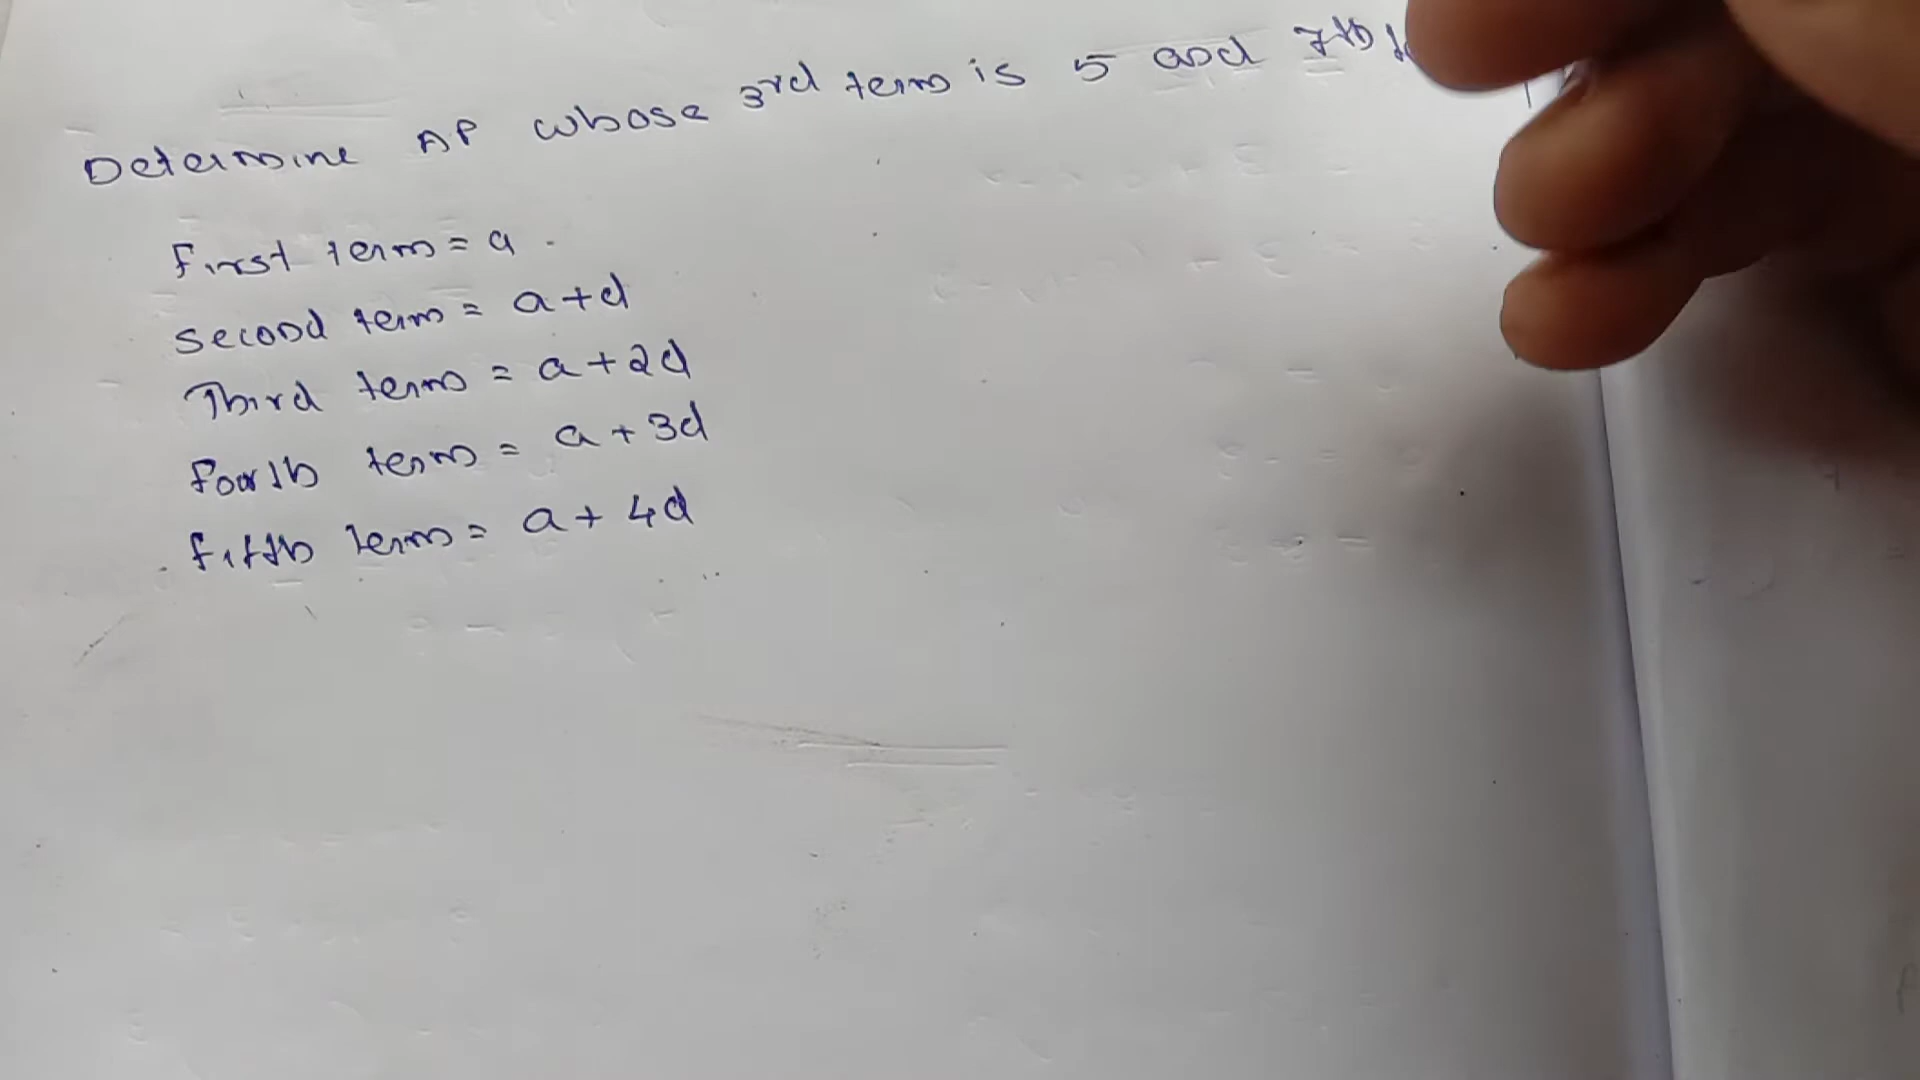 Determine AP whose 3rd term is 5 and 7th
First term = a
Second term = a+d
Third term = a+2d
Fourth term = a+3d
Fifth term = a+4d